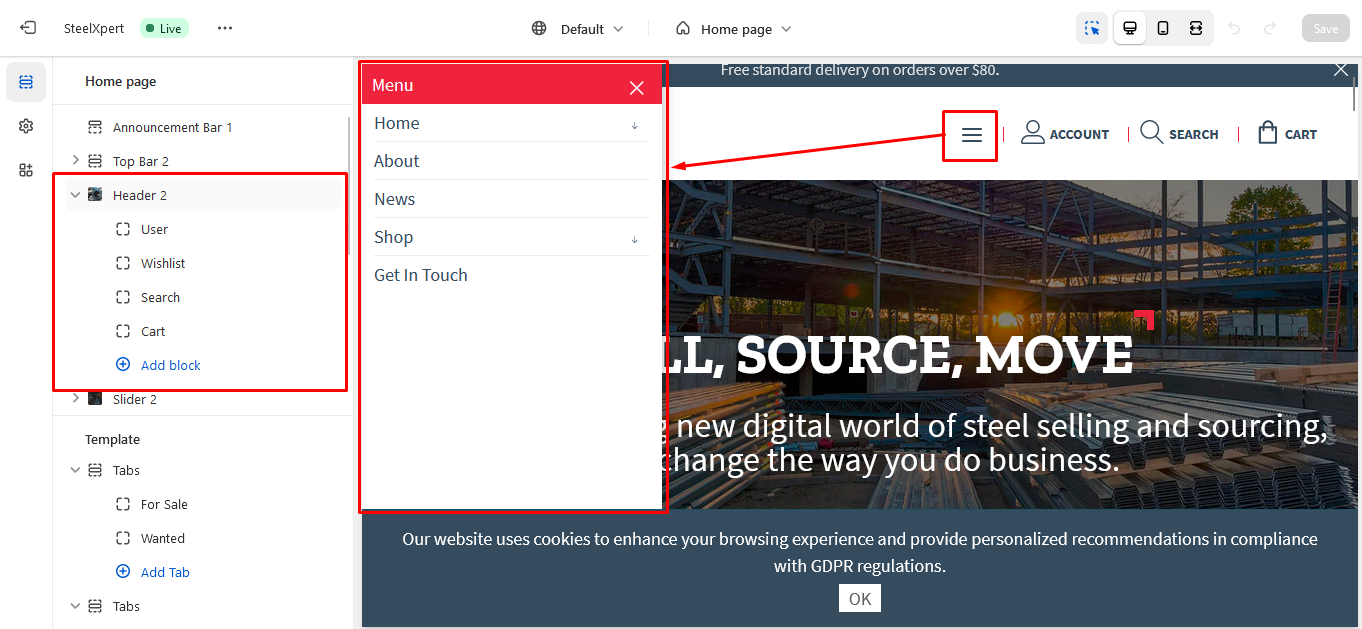 SteelXpert
Live
Default
Home page
Save
Home page
Announcement Bar 1
Top Bar 2
Header 2
User
Wishlist
Search
Cart
Add block
Slider 2
Template
Tabs
For Sale
Wanted
Add Tab
Tabs
Free standard delivery on orders over $80.
Menu
Home
About
News
Shop
Get In Touch
ACCOUNT
SEARCH
CART
LL, SOURCE, MOVE
new digital world of steel selling and sourcing,
change the way you do business.
Our website uses cookies to enhance your browsing experience and provide personalized recommendations in compliance
with GDPR regulations.
OK